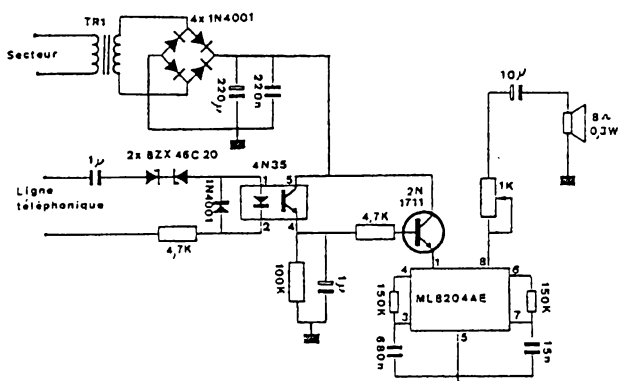 TR1
4x1N4001
Secteur
220μ
220n
10μ
8Ω
0,3W
1μ
2x BZX 46C 20
4N35
1
5
2N
1711
1K
Ligne
téléphonique
1N4001
2
4
4,7K
4,7K
100K
1μ
1
8
4
6
150K
ML8204AE
150K
3
7
5
680n
15n